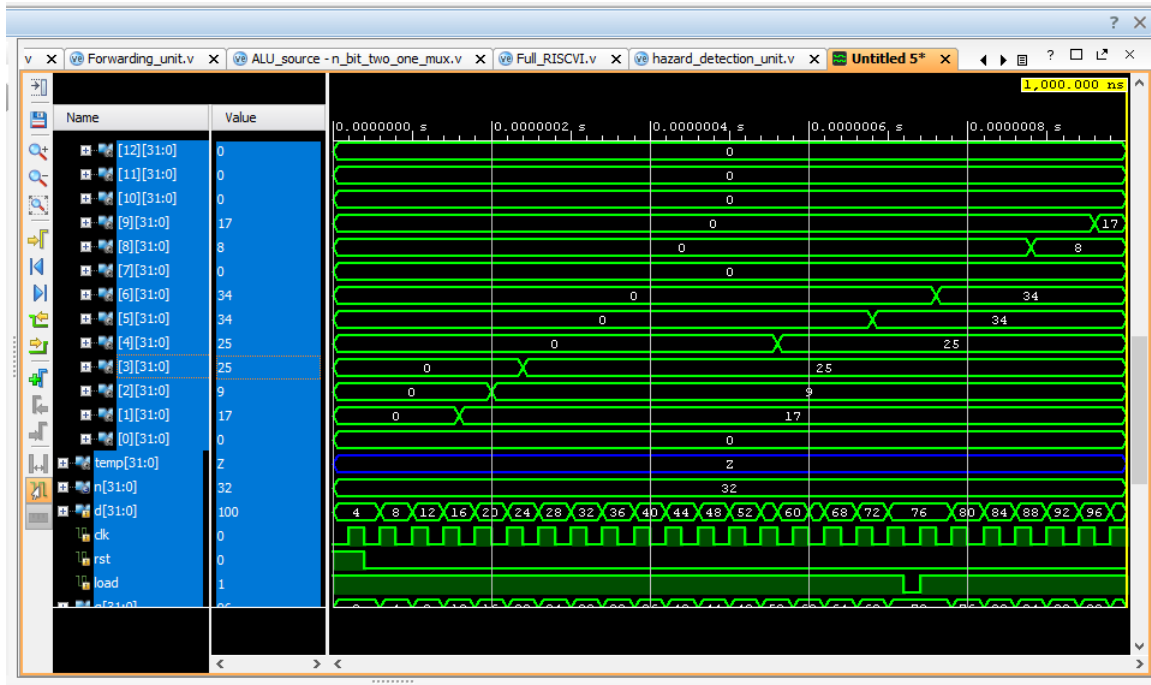 ? ×
v × Forwarding_unit.v × ALU_source - n_bit_two_one_mux.v × Full_RISCVI.v × hazard_detection_unit.v × Untitled 5* × ?
1,000.000 ns
Name Value |0.0000000 s |0.0000002 s |0.0000004 s |0.0000006 s |0.0000008 s
[12][31:0] 0 0
[11][31:0] 0 0
[10][31:0] 0 0
[9][31:0] 17 0 17
[8][31:0] 8 0 8
[7][31:0] 0 0
[6][31:0] 34 0 34
[5][31:0] 34 0 34
[4][31:0] 25 0 25
[3][31:0] 25 0 25
[2][31:0] 9 0 9
[1][31:0] 17 0 17
[0][31:0] 0 0
temp[31:0] Z Z
n[31:0] 32 32
d[31:0] 100 4 8 12 16 20 24 28 32 36 40 44 48 52 60 68 72 76 80 84 88 92 96
clk 0
rst 0
load 1